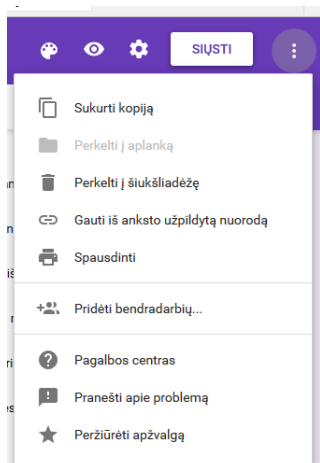 SIŲSTI
Sukurti kopiją
Perkelti į aplanką
Perkelti į šiukšliadėžę
Gauti iš anksto užpildytą nuorodą
Spausdinti
Pridėti bendradarbių...
Pagalbos centras
Pranešti apie problemą
Peržiūrėti apžvalgą